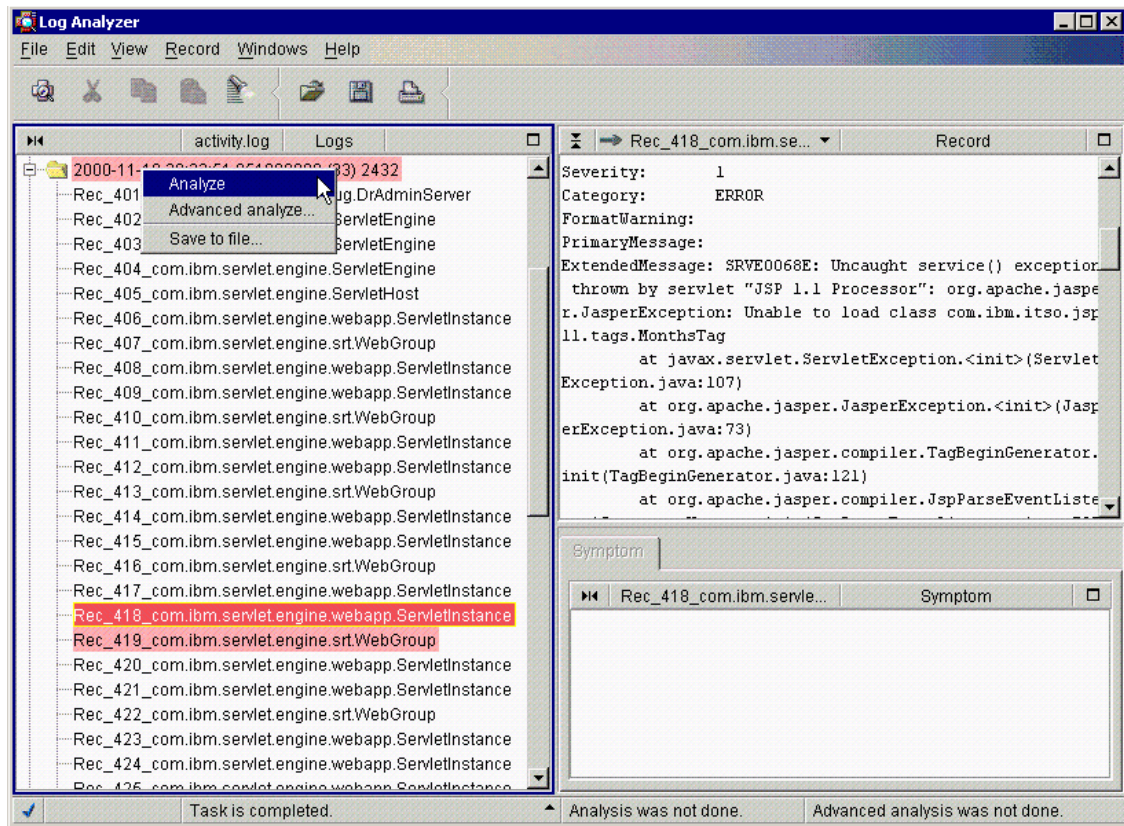 Log Analyzer
File Edit View Record Windows Help
activity.log Logs
2000-11- 33) 2432
Analyze
Advanced analyze...
Save to file...
Rec_401 ug.DrAdminServer
Rec_402 ServletEngine
Rec_403 ServletEngine
Rec_404_com.ibm.servlet.engine.ServletEngine
Rec_405_com.ibm.servlet.engine.ServletHost
Rec_406_com.ibm.servlet.engine.webapp.ServletInstance
Rec_407_com.ibm.servlet.engine.srt.WebGroup
Rec_408_com.ibm.servlet.engine.webapp.ServletInstance
Rec_409_com.ibm.servlet.engine.webapp.ServletInstance
Rec_410_com.ibm.servlet.engine.srt.WebGroup
Rec_411_com.ibm.servlet.engine.webapp.ServletInstance
Rec_412_com.ibm.servlet.engine.webapp.ServletInstance
Rec_413_com.ibm.servlet.engine.srt.WebGroup
Rec_414_com.ibm.servlet.engine.webapp.ServletInstance
Rec_415_com.ibm.servlet.engine.webapp.ServletInstance
Rec_416_com.ibm.servlet.engine.srt.WebGroup
Rec_417_com.ibm.servlet.engine.webapp.ServletInstance
Rec_418_com.ibm.servlet.engine.webapp.ServletInstance
Rec_419_com.ibm.servlet.engine.srt.WebGroup
Rec_420_com.ibm.servlet.engine.webapp.ServletInstance
Rec_421_com.ibm.servlet.engine.webapp.ServletInstance
Rec_422_com.ibm.servlet.engine.srt.WebGroup
Rec_423_com.ibm.servlet.engine.webapp.ServletInstance
Rec_424_com.ibm.servlet.engine.webapp.ServletInstance
Rec_418_com.ibm.se... Record
Severity: 1
Category: ERROR
FormatWarning:
PrimaryMessage:
ExtendedMessage: SRVE0068E: Uncaught service() exception
thrown by servlet "JSP 1.1 Processor": org.apache.jaspe
r.JasperException: Unable to load class com.ibm.itso.jsp
11.tags.MonthsTag
at javax.servlet.ServletException.<init>(Servlet
Exception.java:107)
at org.apache.jasper.JasperException.<init>(Jasp
erException.java:73)
at org.apache.jasper.compiler.TagBeginGenerator.
init(TagBeginGenerator.java:121)
at org.apache.jasper.compiler.JspParseEventListe
Symptom
Rec_418_com.ibm.servle... Symptom
Task is completed.
Analysis was not done.
Advanced analysis was not done.